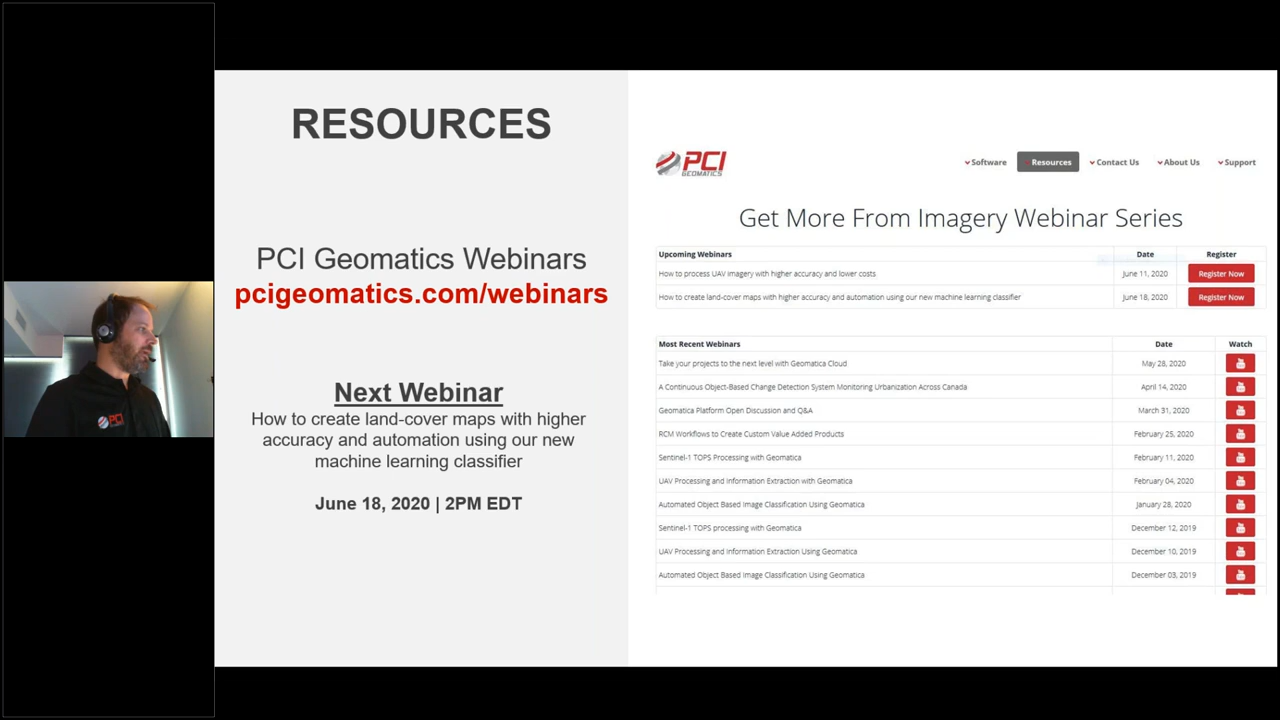 RESOURCES
PCI Geomatics Webinars
pcigeomatics.com/webinars
Next Webinar
How to create land-cover maps with higher
accuracy and automation using our new
machine learning classifier
June 18, 2020 | 2PM EDT
PCI
GEOMATICS
Software Resources Contact Us About Us Support
Get More From Imagery Webinar Series
Upcoming Webinars Date Register
How to process UAV imagery with higher accuracy and lower costs June 11, 2020 Register Now
How to create land-cover maps with higher accuracy and automation using our new machine learning classifier June 18, 2020 Register Now
Most Recent Webinars Date Watch
Take your projects to the next level with Geomatica Cloud May 28, 2020
A Continuous Object-Based Change Detection System Monitoring Urbanization Across Canada April 14, 2020
Geomatica Platform Open Discussion and Q&A March 31, 2020
RCM Workflows to Create Custom Value Added Products February 25, 2020
Sentinel-1 TOPS Processing with Geomatica February 11, 2020
UAV Processing and Information Extraction with Geomatica February 04, 2020
Automated Object Based Image Classification Using Geomatica January 28, 2020
Sentinel-1 TOPS processing with Geomatica December 12, 2019
UAV Processing and Information Extraction Using Geomatica December 10, 2019
Automated Object Based Image Classification Using Geomatica December 03, 2019
PCI